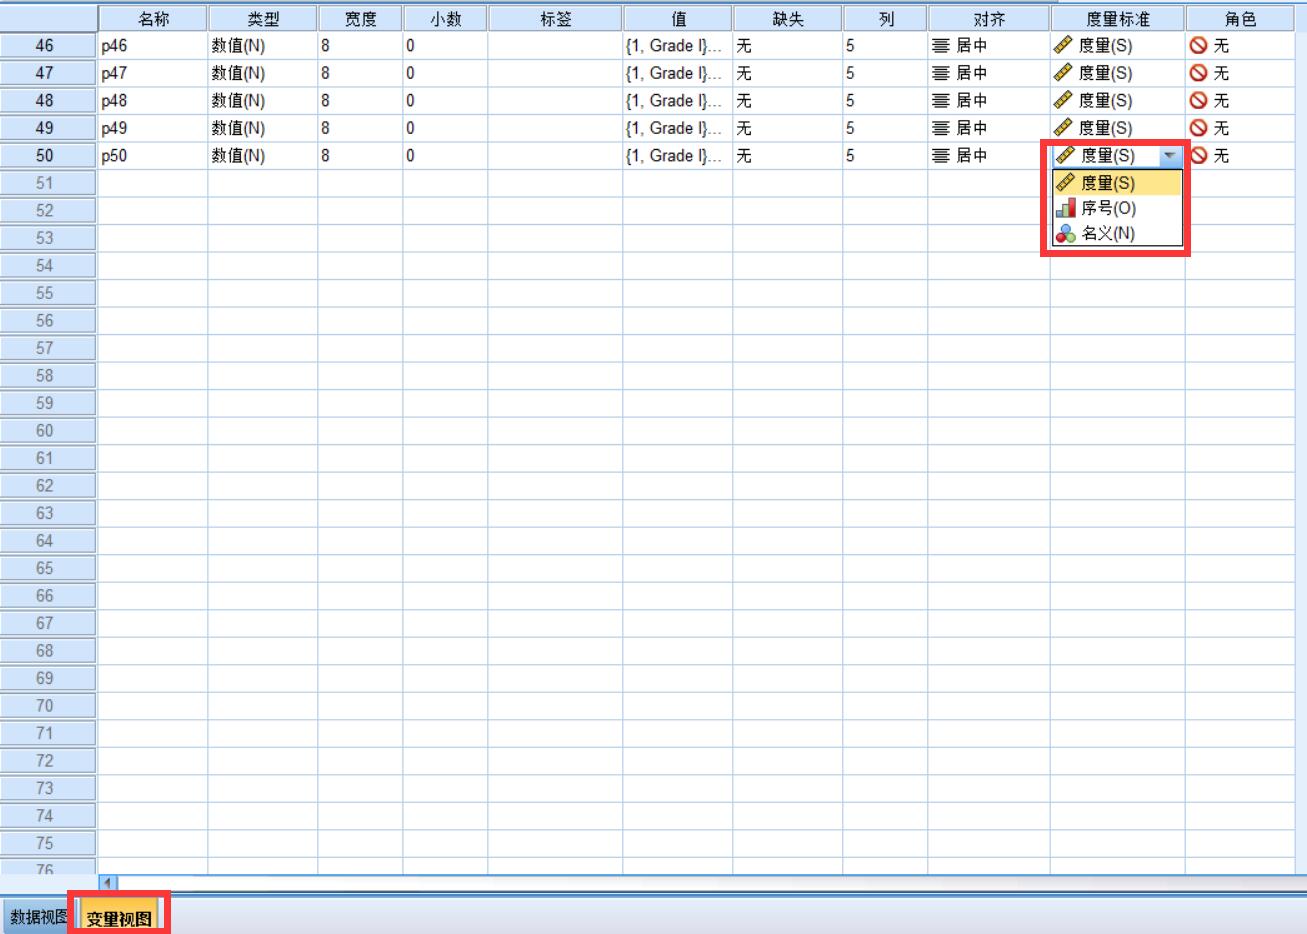 名称 类型 宽度 小数 标签 值 缺失 列 对齐 度量标准 角色
46 p46 数值(N) 8 0 {1, Grade I}... 无 5 居中 度量(S) 无
47 p47 数值(N) 8 0 {1, Grade I}... 无 5 居中 度量(S) 无
48 p48 数值(N) 8 0 {1, Grade I}... 无 5 居中 度量(S) 无
49 p49 数值(N) 8 0 {1, Grade I}... 无 5 居中 度量(S) 无
50 p50 数值(N) 8 0 {1, Grade I}... 无 5 居中 度量(S) 无
51 度量(S)
52 序号(O)
53 名义(N)
54
55
56
57
58
59
60
61
62
63
64
65
66
67
68
69
70
71
72
73
74
75
76
数据视图 变量视图